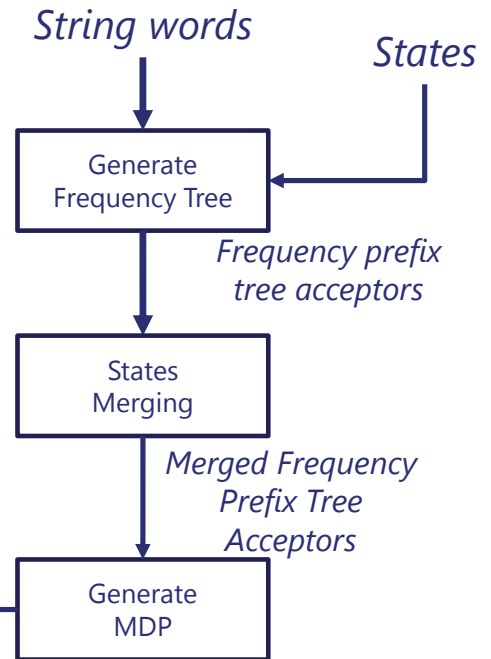 String words
States
Generate
Frequency Tree
Frequency prefix
tree acceptors
States
Merging
Merged Frequency
Prefix Tree
Acceptors
Generate
MDP